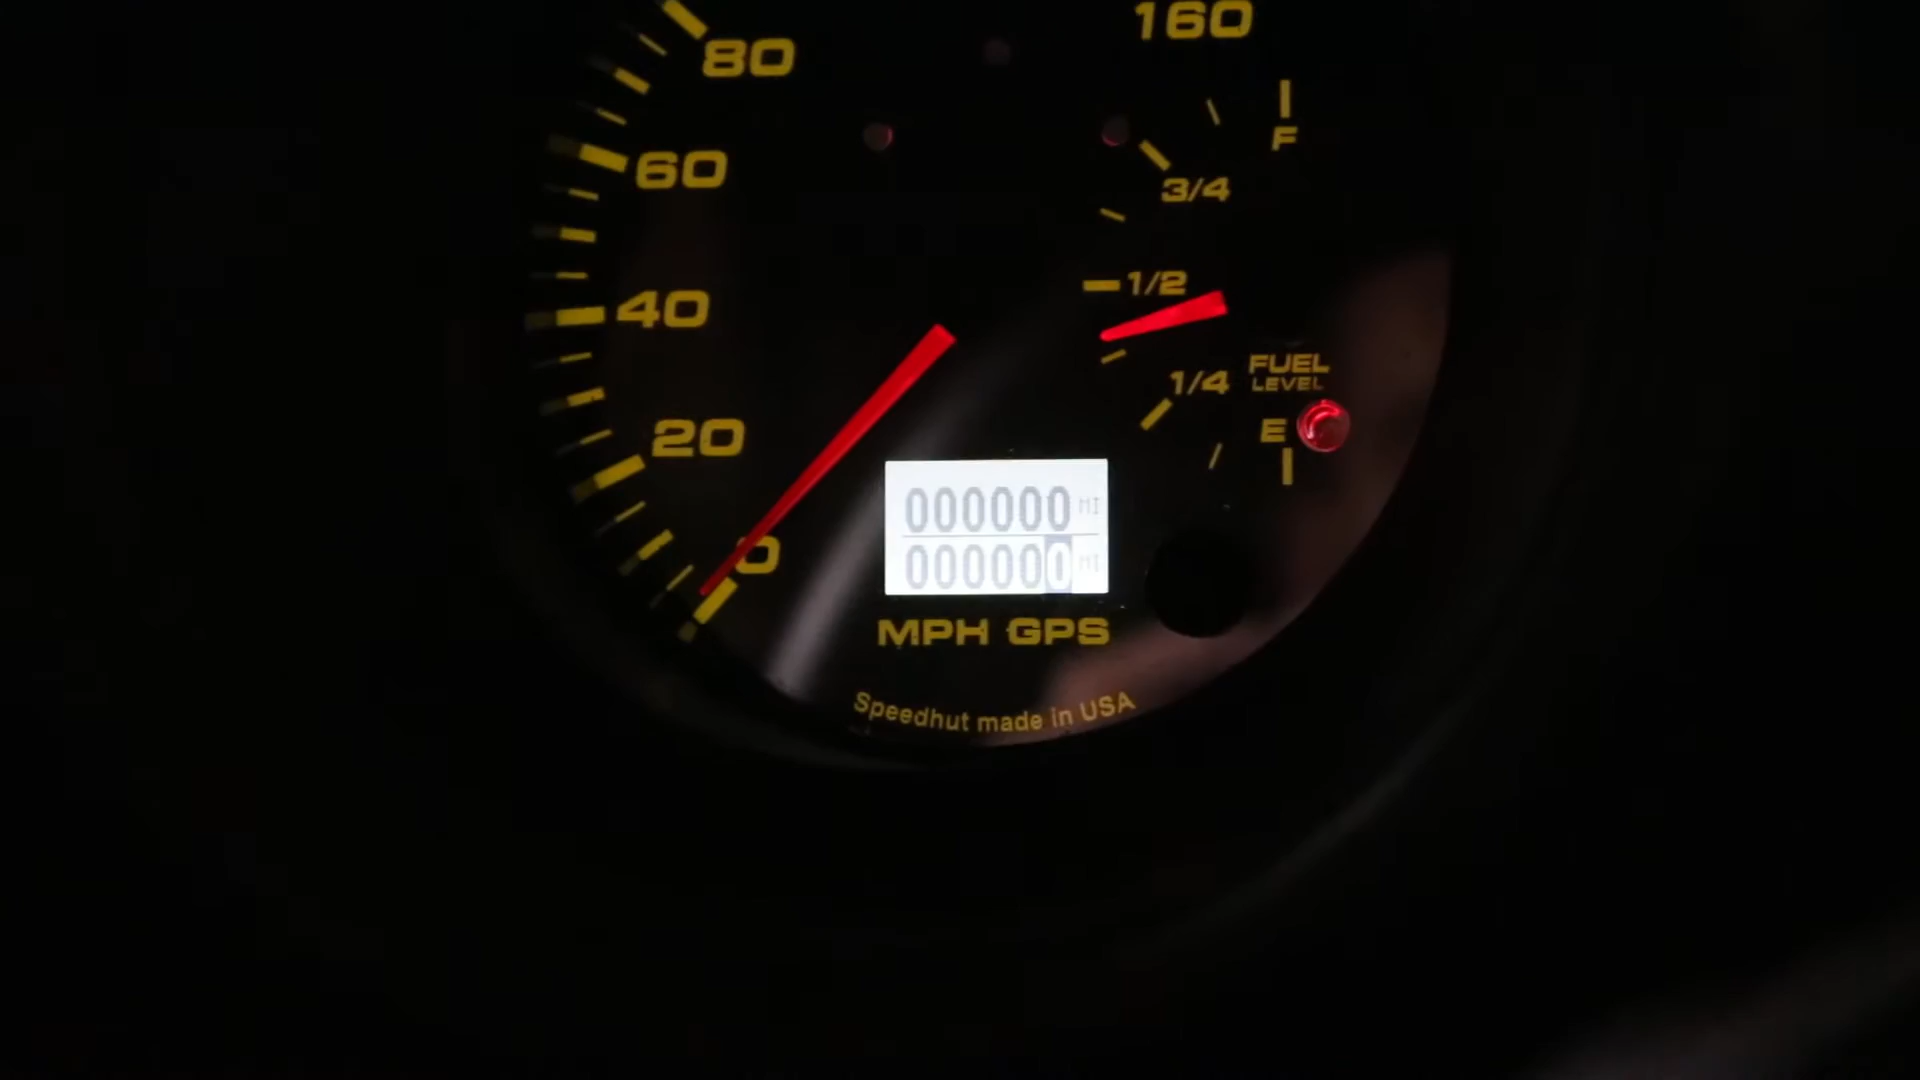 160
80
F
60
3/4
1/2
40
FUEL
LEVEL
1/4
E
20
0
000000 MI
000000 MI
MPH GPS
Speedhut made in USA